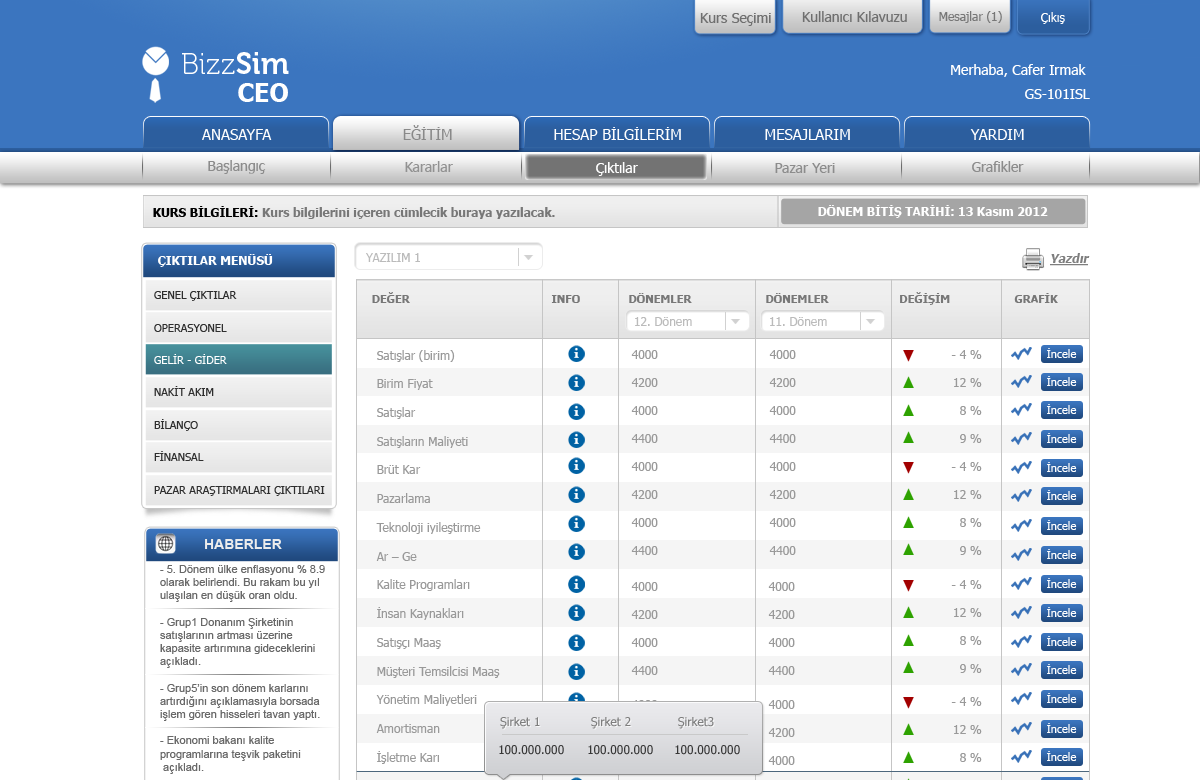 Kurs Seçimi Kullanıcı Kılavuzu Mesajlar (1) Çıkış
BizzSim
CEO
Merhaba, Cafer Irmak
GS-101ISL
ANASAYFA EĞİTİM HESAP BİLGİLERİM MESAJLARIM YARDIM
Başlangıç Kararlar Çıktılar Pazar Yeri Grafikler
KURS BİLGİLERİ: Kurs bilgilerini içeren cümlecik buraya yazılacak. DÖNEM BİTİŞ TARİHİ: 13 Kasım 2012
ÇIKTILAR MENÜSÜ
GENEL ÇIKTILAR
OPERASYONEL
GELİR - GİDER
NAKİT AKIM
BİLANÇO
FİNANSAL
PAZAR ARAŞTIRMALARI ÇIKTILARI
HABERLER
- 5. Dönem ülke enflasyonu % 8.9
olarak belirlendi. Bu rakam bu yıl
ulaşılan en düşük oran oldu.
- Grup1 Donanım Şirketinin
satışlarının artması üzerine
kapasite artırımına gideceklerini
açıkladı.
- Grup5'in son dönem karlarını
artırdığını açıklamasıyla borsada
işlem gören hisseleri tavan yaptı.
- Ekonomi bakanı kalite
programlarına teşvik paketini
açıkladı.
YAZILIM 1 Yazdır
DEĞER INFO DÖNEMLER DÖNEMLER DEĞİŞİM GRAFİK
12. Dönem 11. Dönem
Satışlar (birim) 4000 4000 - 4 % İncele
Birim Fiyat 4200 4200 12 % İncele
Satışlar 4000 4000 8 % İncele
Satışların Maliyeti 4400 4400 9 % İncele
Brüt Kar 4000 4000 - 4 % İncele
Pazarlama 4200 4200 12 % İncele
Teknoloji iyileştirme 4000 4000 8 % İncele
Ar – Ge 4400 4400 9 % İncele
Kalite Programları 4000 4000 - 4 % İncele
İnsan Kaynakları 4200 4200 12 % İncele
Satışçı Maaş 4000 4000 8 % İncele
Müşteri Temsilcisi Maaş 4400 4400 9 % İncele
Yönetim Maliyetleri 4000 - 4 % İncele
Amortisman 4200 12 % İncele
İşletme Karı 4000 8 % İncele
Şirket 1 Şirket 2 Şirket3
100.000.000 100.000.000 100.000.000